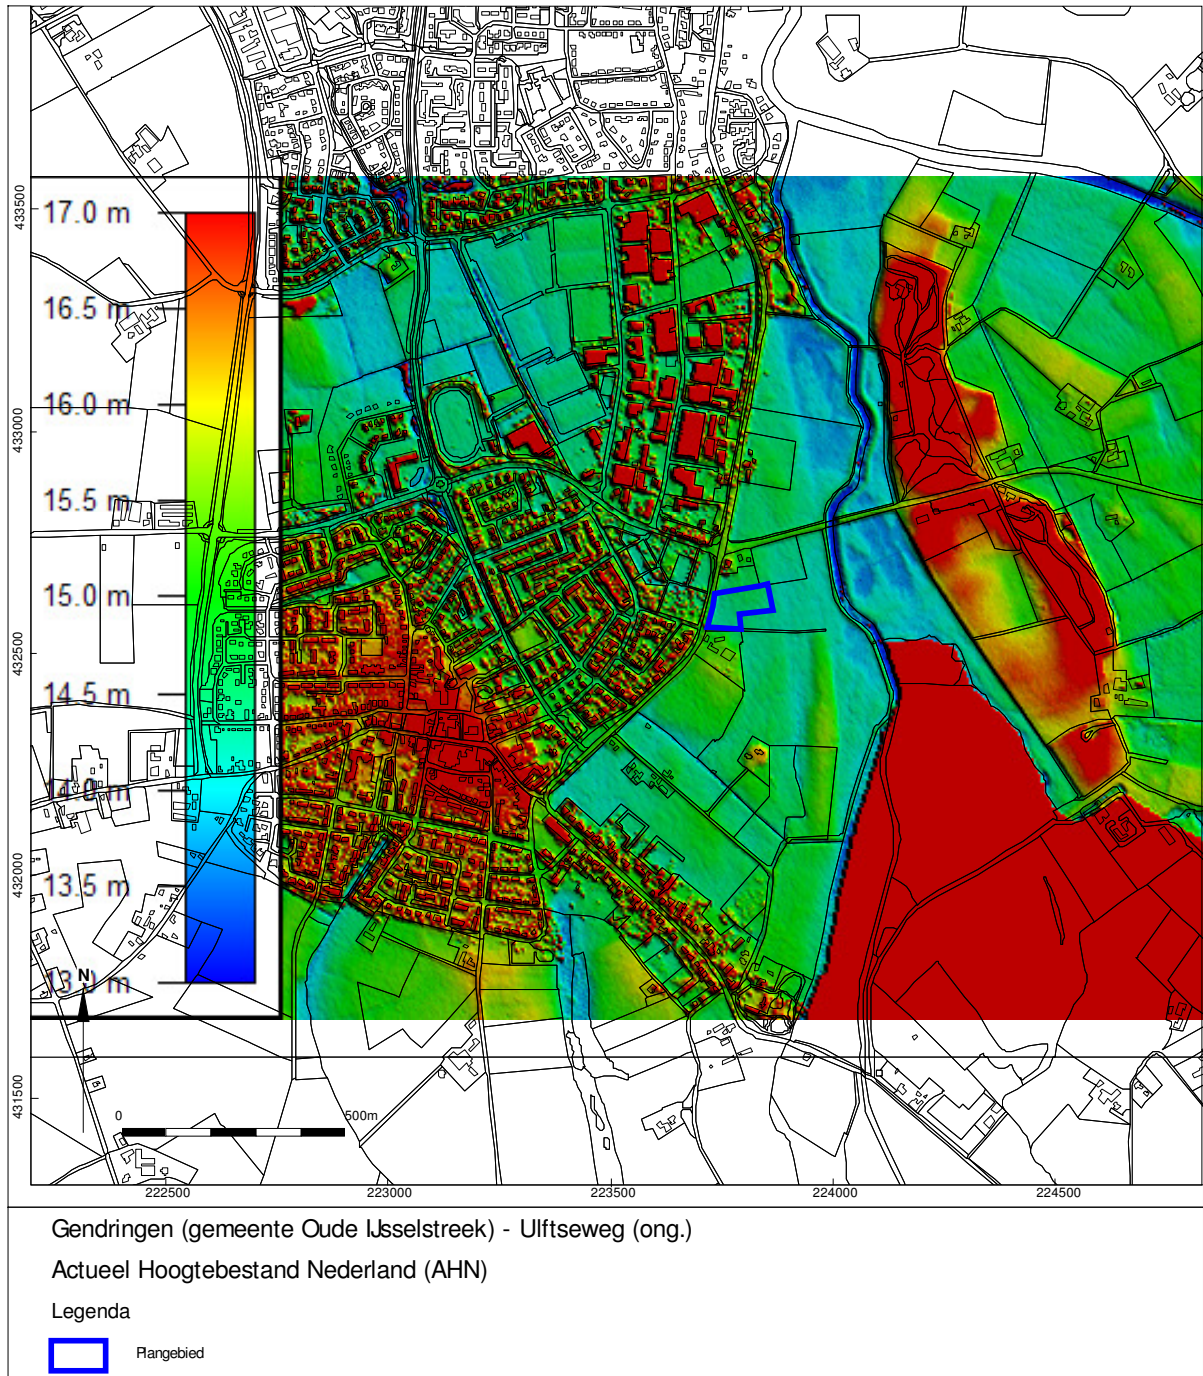 433500
433000
432500
432000
431500
17.0 m
16.5 m
16.0 m
15.5 m
15.0 m
14.5 m
14.0 m
13.5 m
13.0 m
N
0 500m
222500 223000 223500 224000 224500
Gendringen (gemeente Oude IJsselstreek) - Ulftseweg (ong.)
Actueel Hoogtebestand Nederland (AHN)
Legenda
Plangebied